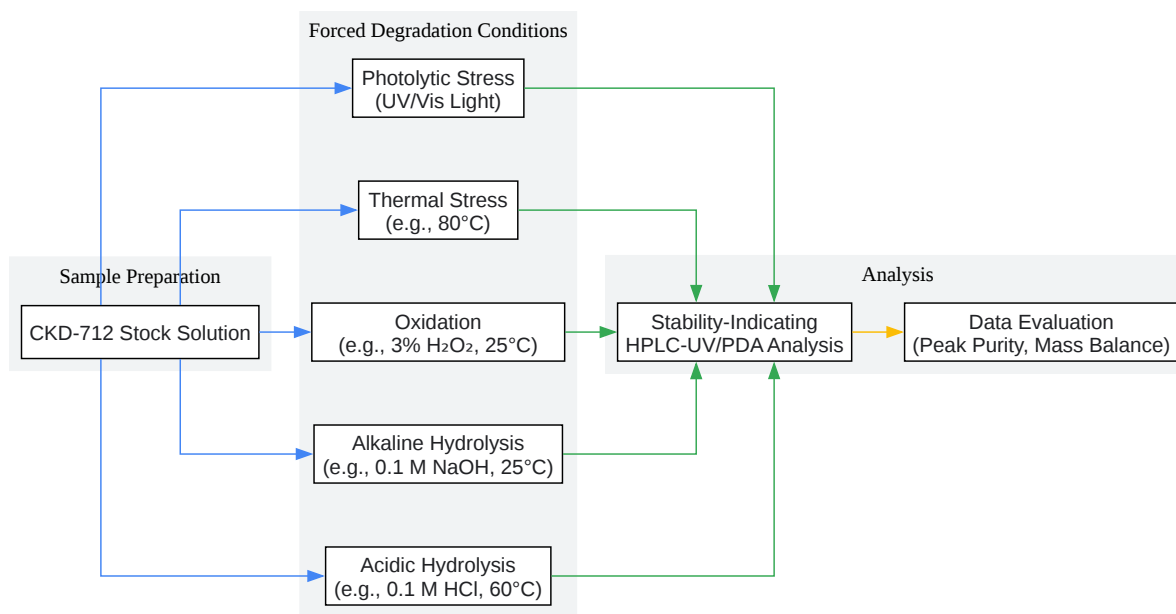 Forced Degradation Conditions
Photolytic Stress
(UV/Vis Light)
Thermal Stress
(e.g., 80°C)
Sample Preparation
CKD-712 Stock Solution
Oxidation
(e.g., 3% H₂O₂, 25°C)
Analysis
Stability-Indicating
HPLC-UV/PDA Analysis
Data Evaluation
(Peak Purity, Mass Balance)
Alkaline Hydrolysis
(e.g., 0.1 M NaOH, 25°C)
Acidic Hydrolysis
(e.g., 0.1 M HCl, 60°C)